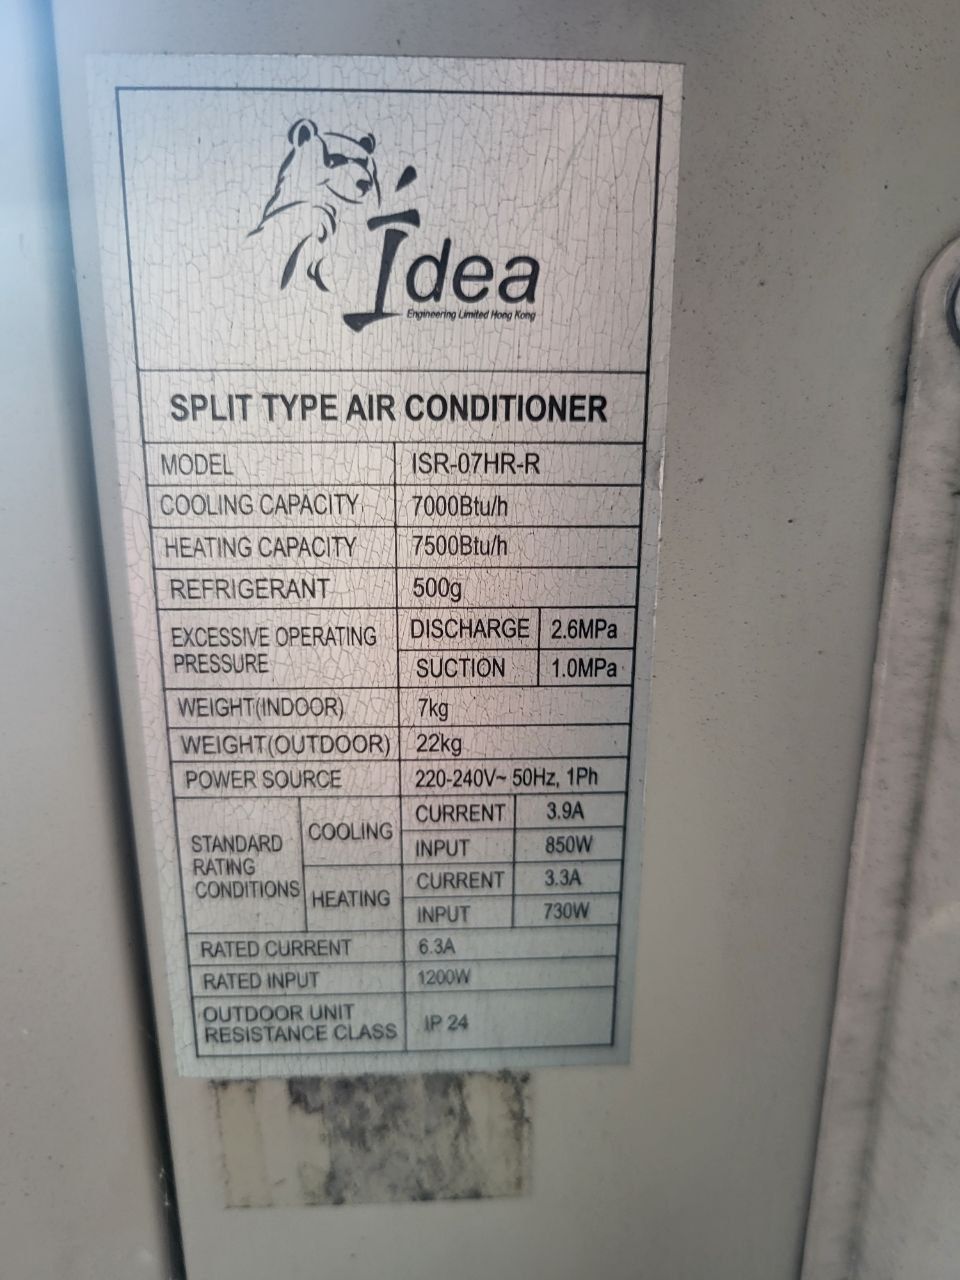 Idea
Engineering Limited Hong Kong
SPLIT TYPE AIR CONDITIONER
MODEL ISR-07HR-R
COOLING CAPACITY 7000Btu/h
HEATING CAPACITY 7500Btu/h
REFRIGERANT 500g
EXCESSIVE OPERATING PRESSURE DISCHARGE 2.6MPa
SUCTION 1.0MPa
WEIGHT(INDOOR) 7kg
WEIGHT(OUTDOOR) 22kg
POWER SOURCE 220-240V~ 50Hz, 1Ph
STANDARD RATING CONDITIONS COOLING CURRENT 3.9A
INPUT 850W
HEATING CURRENT 3.3A
INPUT 730W
RATED CURRENT 6.3A
RATED INPUT 1200W
OUTDOOR UNIT RESISTANCE CLASS IP 24